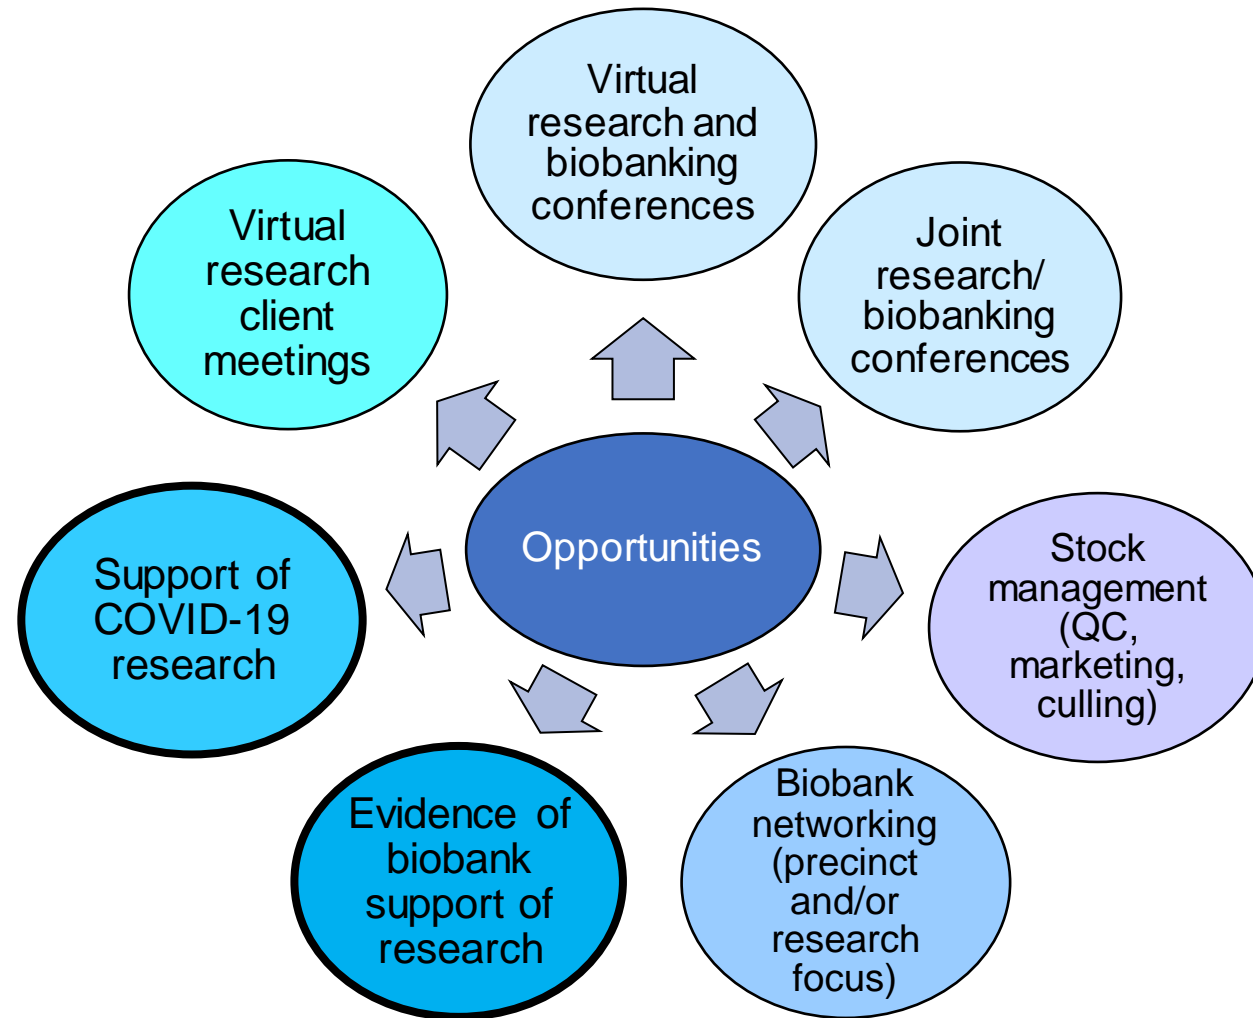 Virtual
research and
biobanking
conferences
Joint
research/
biobanking
conferences
Stock
management
(QC,
marketing,
culling)
Biobank
networking
(precinct
and/or
research
focus)
Evidence of
biobank
support of
research
Support of
COVID-19
research
Virtual
research
client
meetings
Opportunities